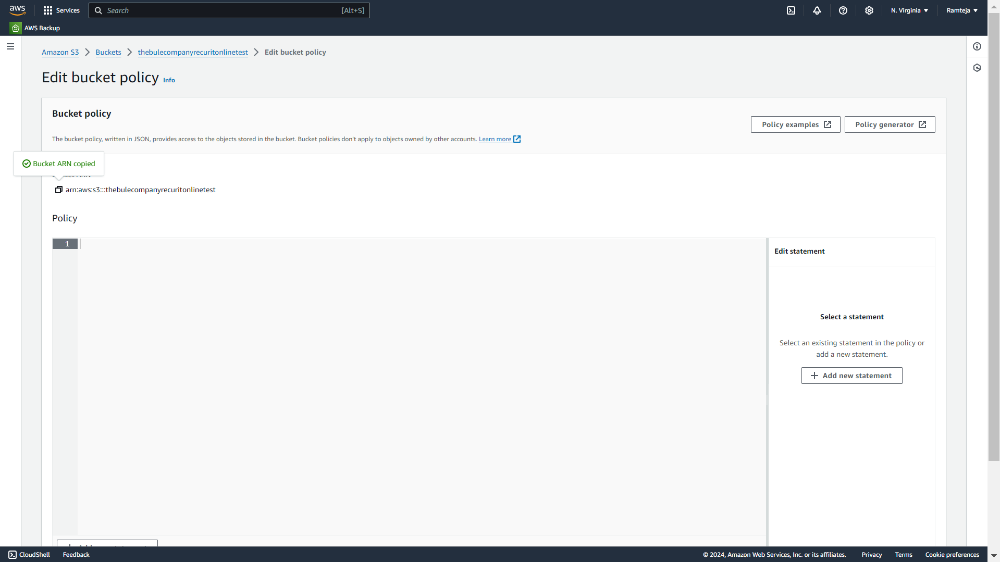 aws
Services
Search
[Alt+S]
N. Virginia
Ramteja
AWS Backup
Amazon S3
Buckets
thebulecompanyrecuritonlinetest
Edit bucket policy
Edit bucket policy
Info
Bucket policy
Policy examples
Policy generator
The bucket policy, written in JSON, provides access to the objects stored in the bucket. Bucket policies don't apply to objects owned by other accounts. Learn more
Bucket ARN copied
arn:aws:s3:::thebulecompanyrecuritonlinetest
Policy
1
Edit statement
Select a statement
Select an existing statement in the policy or
add a new statement.
Add new statement
CloudShell
Feedback
© 2024, Amazon Web Services, Inc. or its affiliates.
Privacy
Terms
Cookie preferences